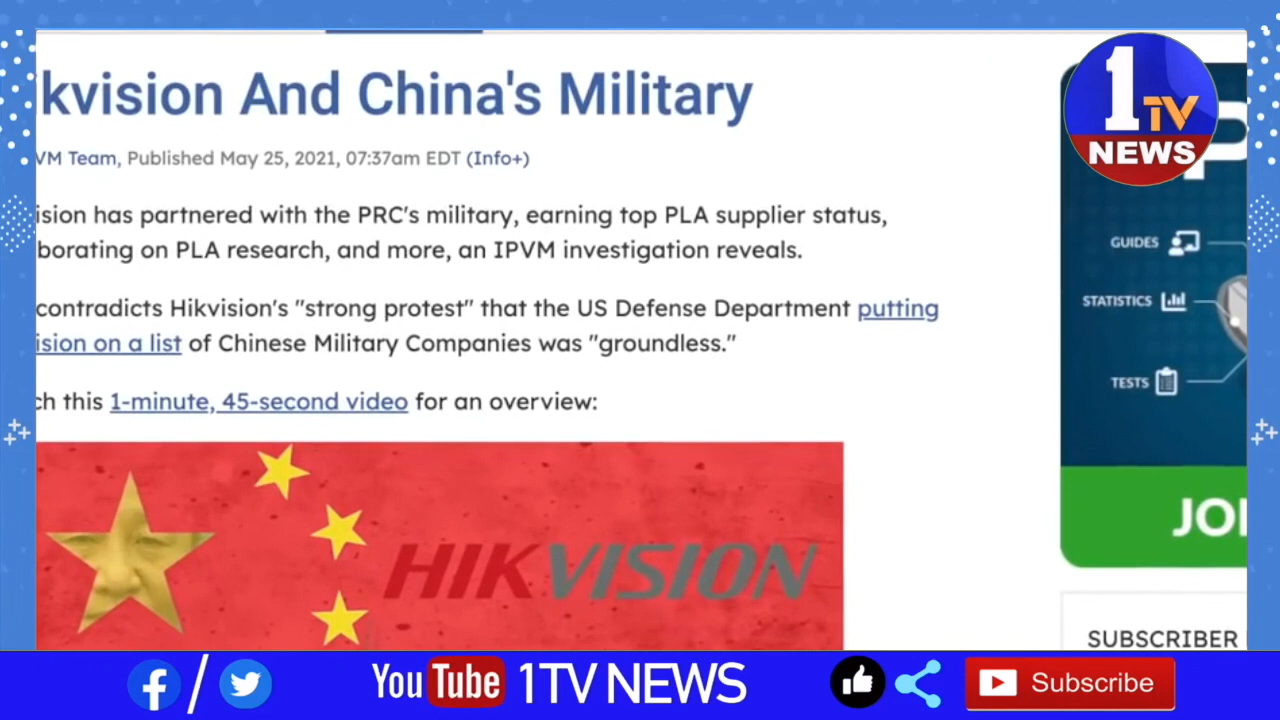 kvision And China's Military
VM Team, Published May 25, 2021, 07:37am EDT (Info+)
ision has partnered with the PRC's military, earning top PLA supplier status,
borating on PLA research, and more, an IPVM investigation reveals.
contradicts Hikvision's "strong protest" that the US Defense Department putting
ision on a list of Chinese Military Companies was "groundless."
ch this 1-minute, 45-second video for an overview:
HIKVISION
1TV
NEWS
P
GUIDES
STATISTICS
TESTS
JOI
SUBSCRIBER
You Tube 1TV NEWS
Subscribe